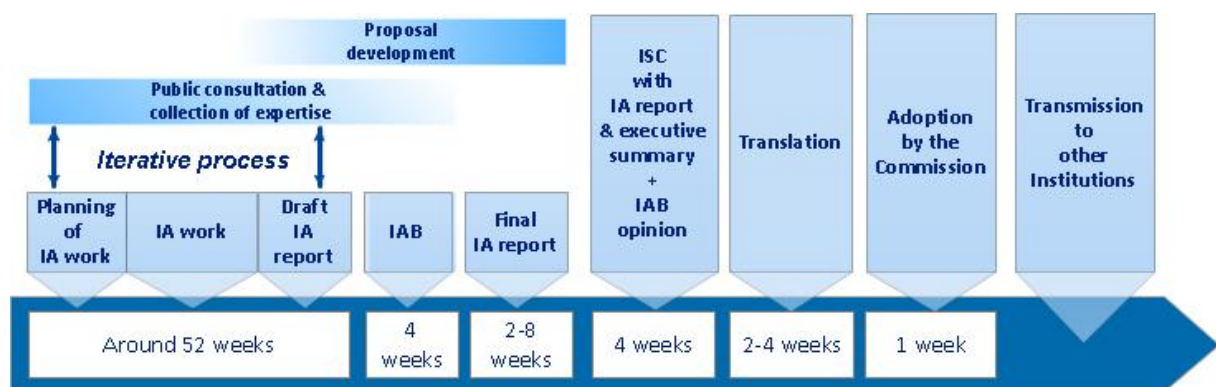 Proposal
development
Public consultation &
collection of expertise
Iterative process
Planning
of
IA work
IA work
Draft
IA
report
IAB
Final
IA report
ISC
with
IA report
& executive
summary
+
IAB
opinion
Translation
Adoption
by the
Commission
Transmission
to
other
Institutions
Around 52 weeks
4
weeks
2-8
weeks
4 weeks
2-4 weeks
1 week